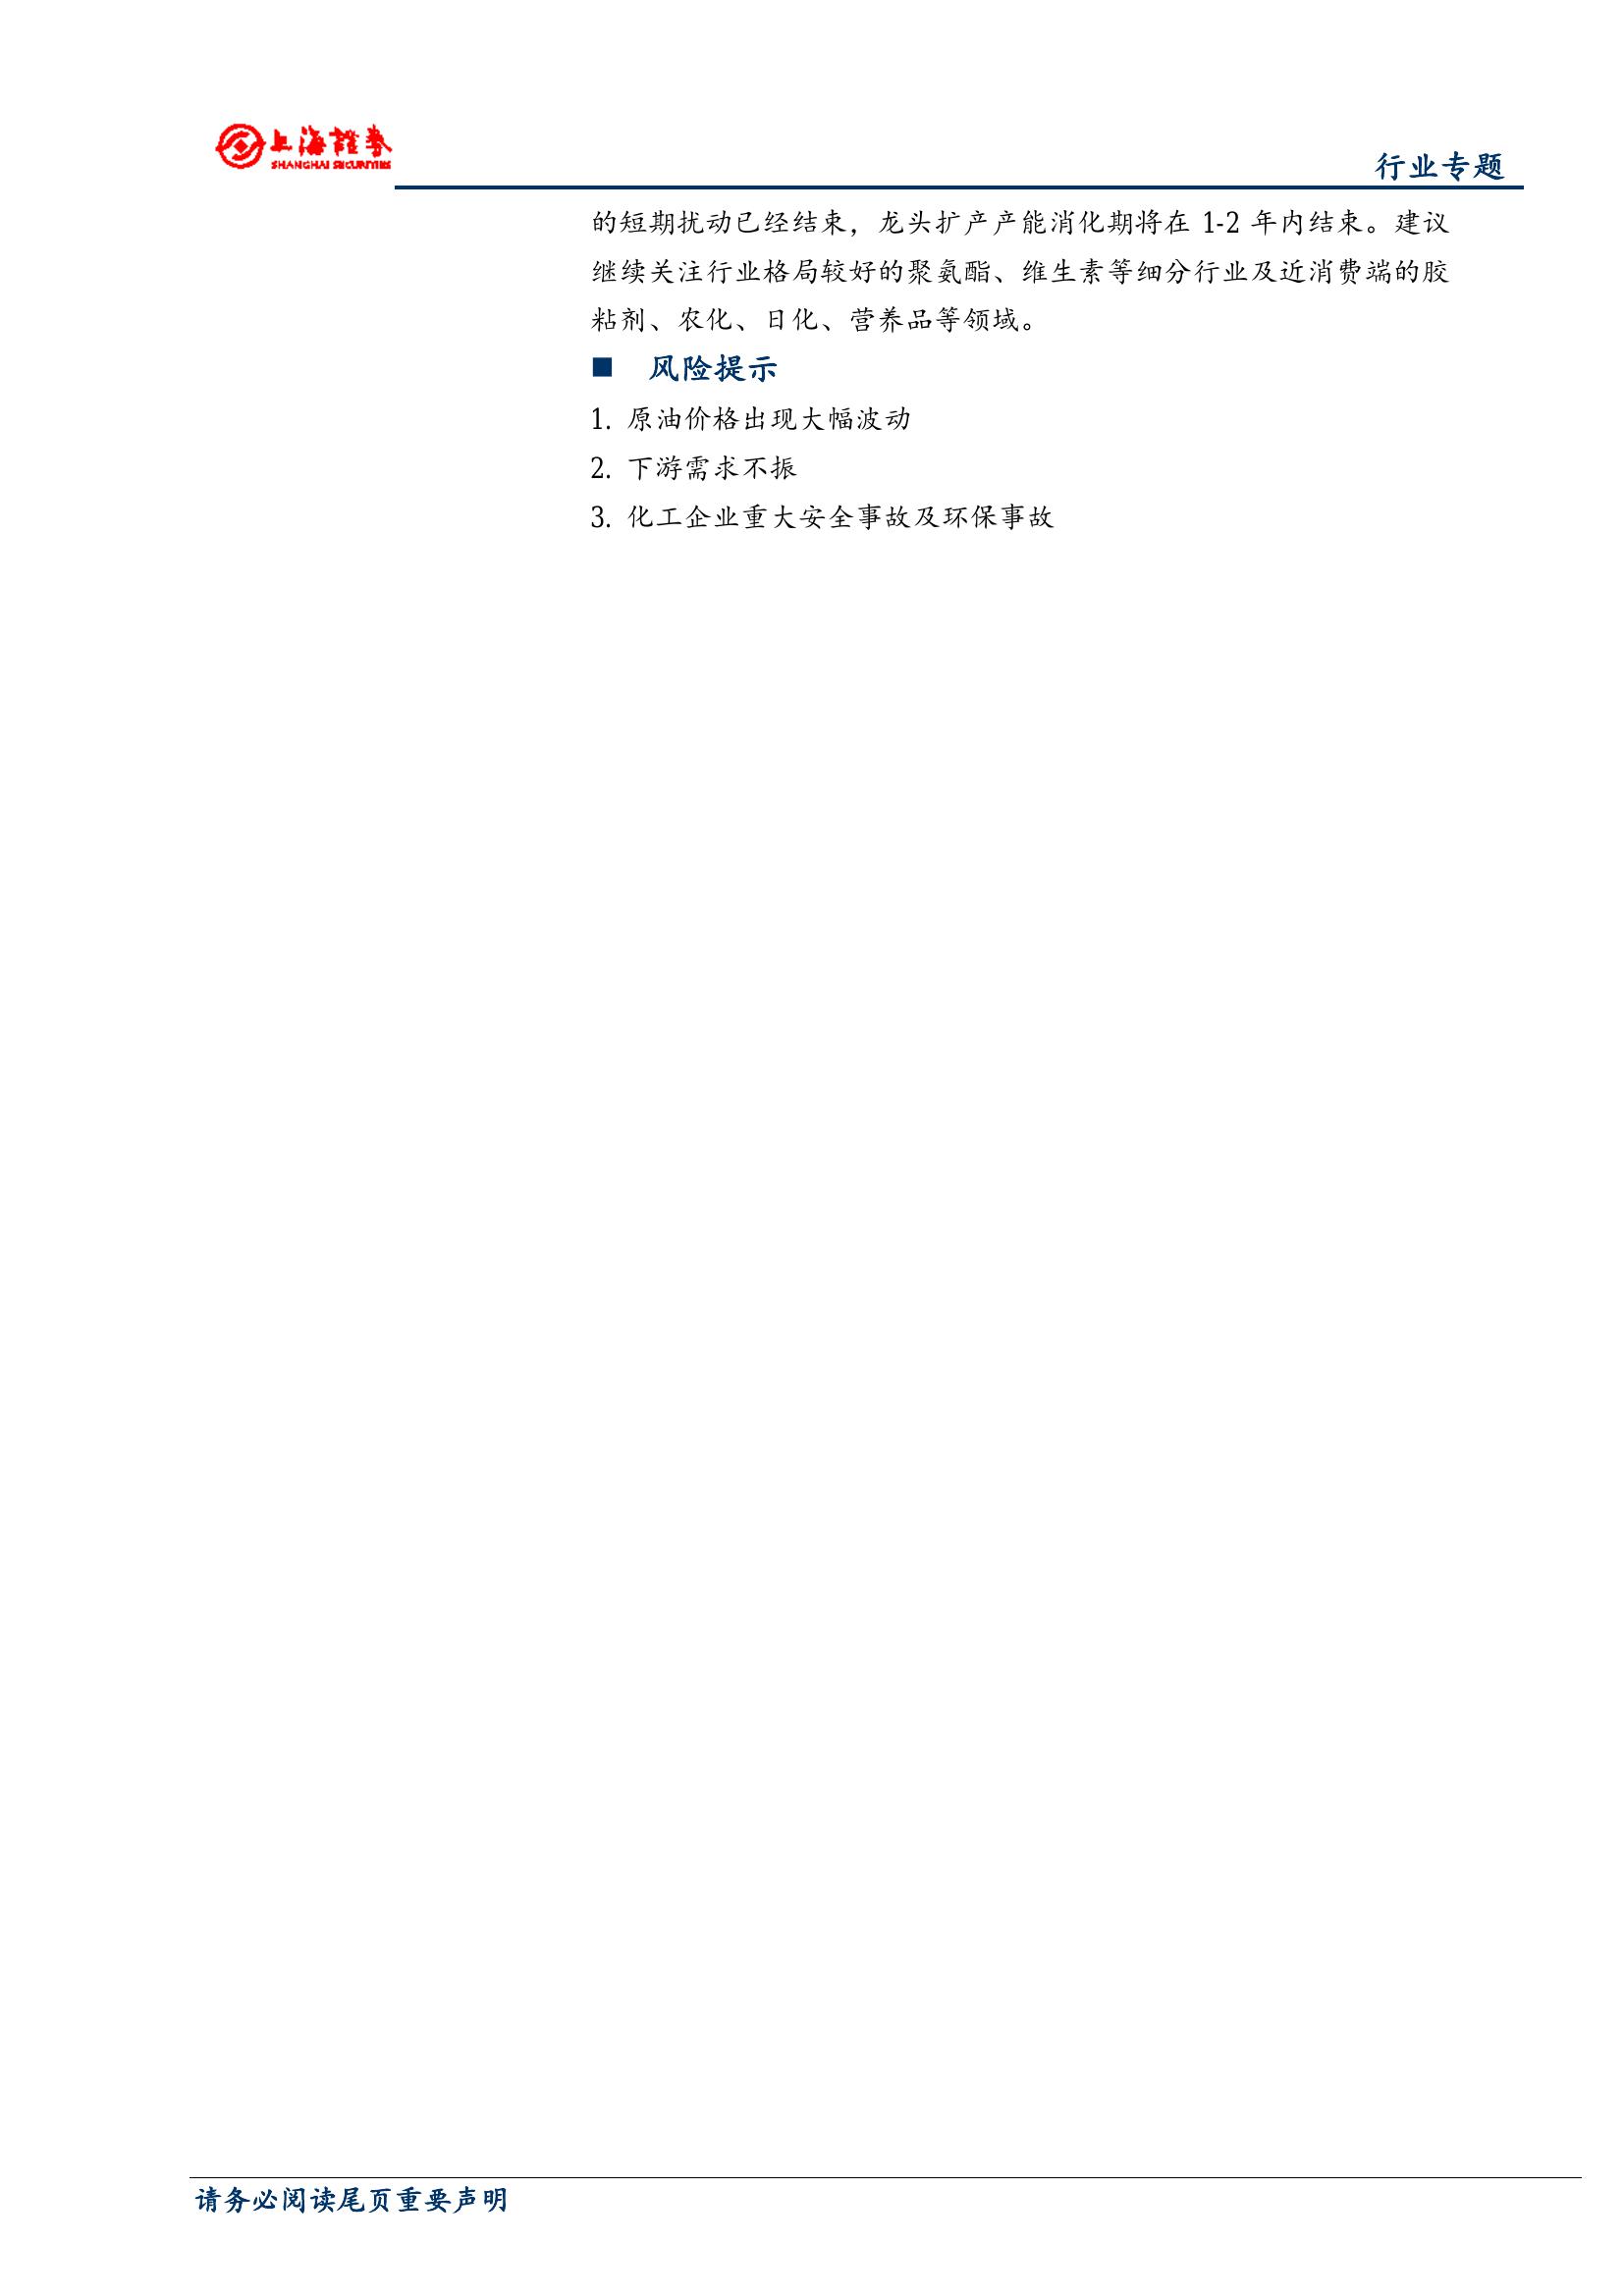 上海證券
SHANGHAI SECURITIES
行业专题
的短期扰动已经结束，龙头扩产产能消化期将在 1-2 年内结束。建议
继续关注行业格局较好的聚氨酯、维生素等细分行业及近消费端的胶
粘剂、农化、日化、营养品等领域。
■ 风险提示
1. 原油价格出现大幅波动
2. 下游需求不振
3. 化工企业重大安全事故及环保事故
请务必阅读尾页重要声明